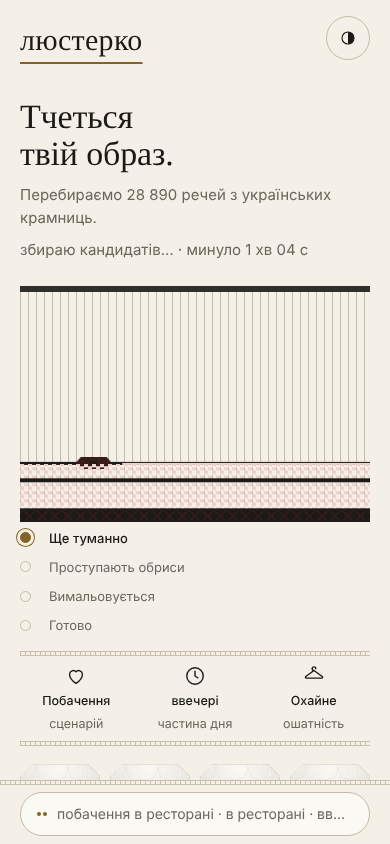 люстерко
Тчеться
твій образ.
Перебираємо 28 890 речей з українських
крамниць.
збираю кандидатів... · минуло 1 хв 04 с
Ще туманно
Проступають обриси
Вимальовується
Готово
Побачення
сценарій
ввечері
частина дня
Охайне
ошатність
побачення в ресторані · в ресторані · вв...